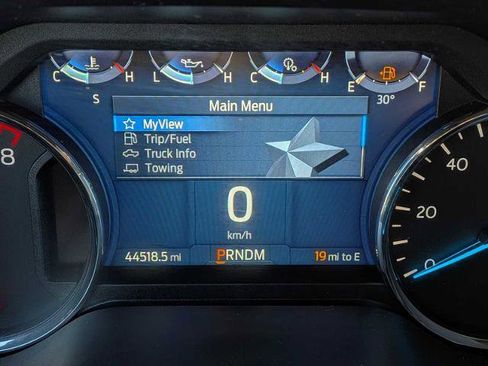 C H L H C H E F
S 30°
Main Menu
MyView
Trip/Fuel
Truck Info
Towing
8
40
20
0
0
km/h
44518.5 mi PRNDM 19 mi to E